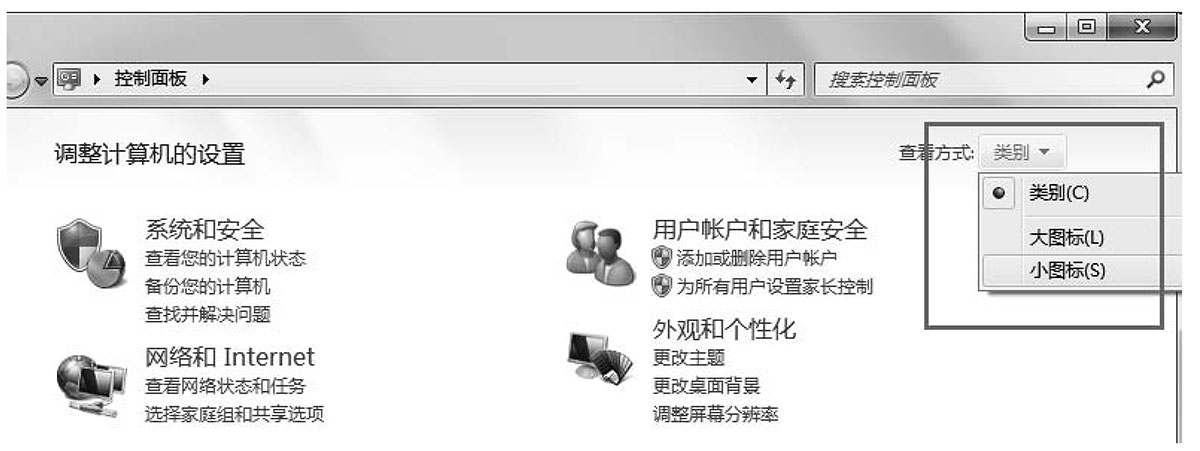 控制面板
搜索控制面板
调整计算机的设置
查看方式: 类别
类别(C)
大图标(L)
小图标(S)
系统和安全
查看您的计算机状态
备份您的计算机
查找并解决问题
网络和 Internet
查看网络状态和任务
选择家庭组和共享选项
用户帐户和家庭安全
添加或删除用户帐户
为所有用户设置家长控制
外观和个性化
更改主题
更改桌面背景
调整屏幕分辨率